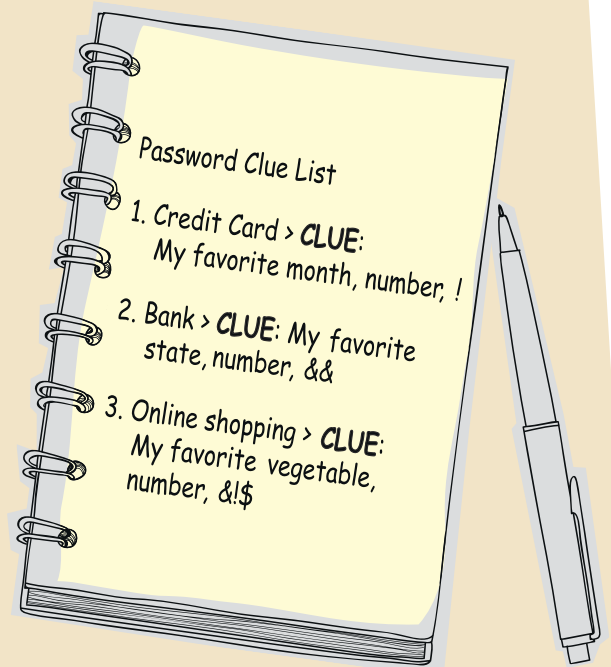 Password Clue List
1. Credit Card > CLUE:
My favorite month, number, !
2. Bank > CLUE: My favorite
state, number, &&
3. Online shopping > CLUE:
My favorite vegetable,
number, &!$